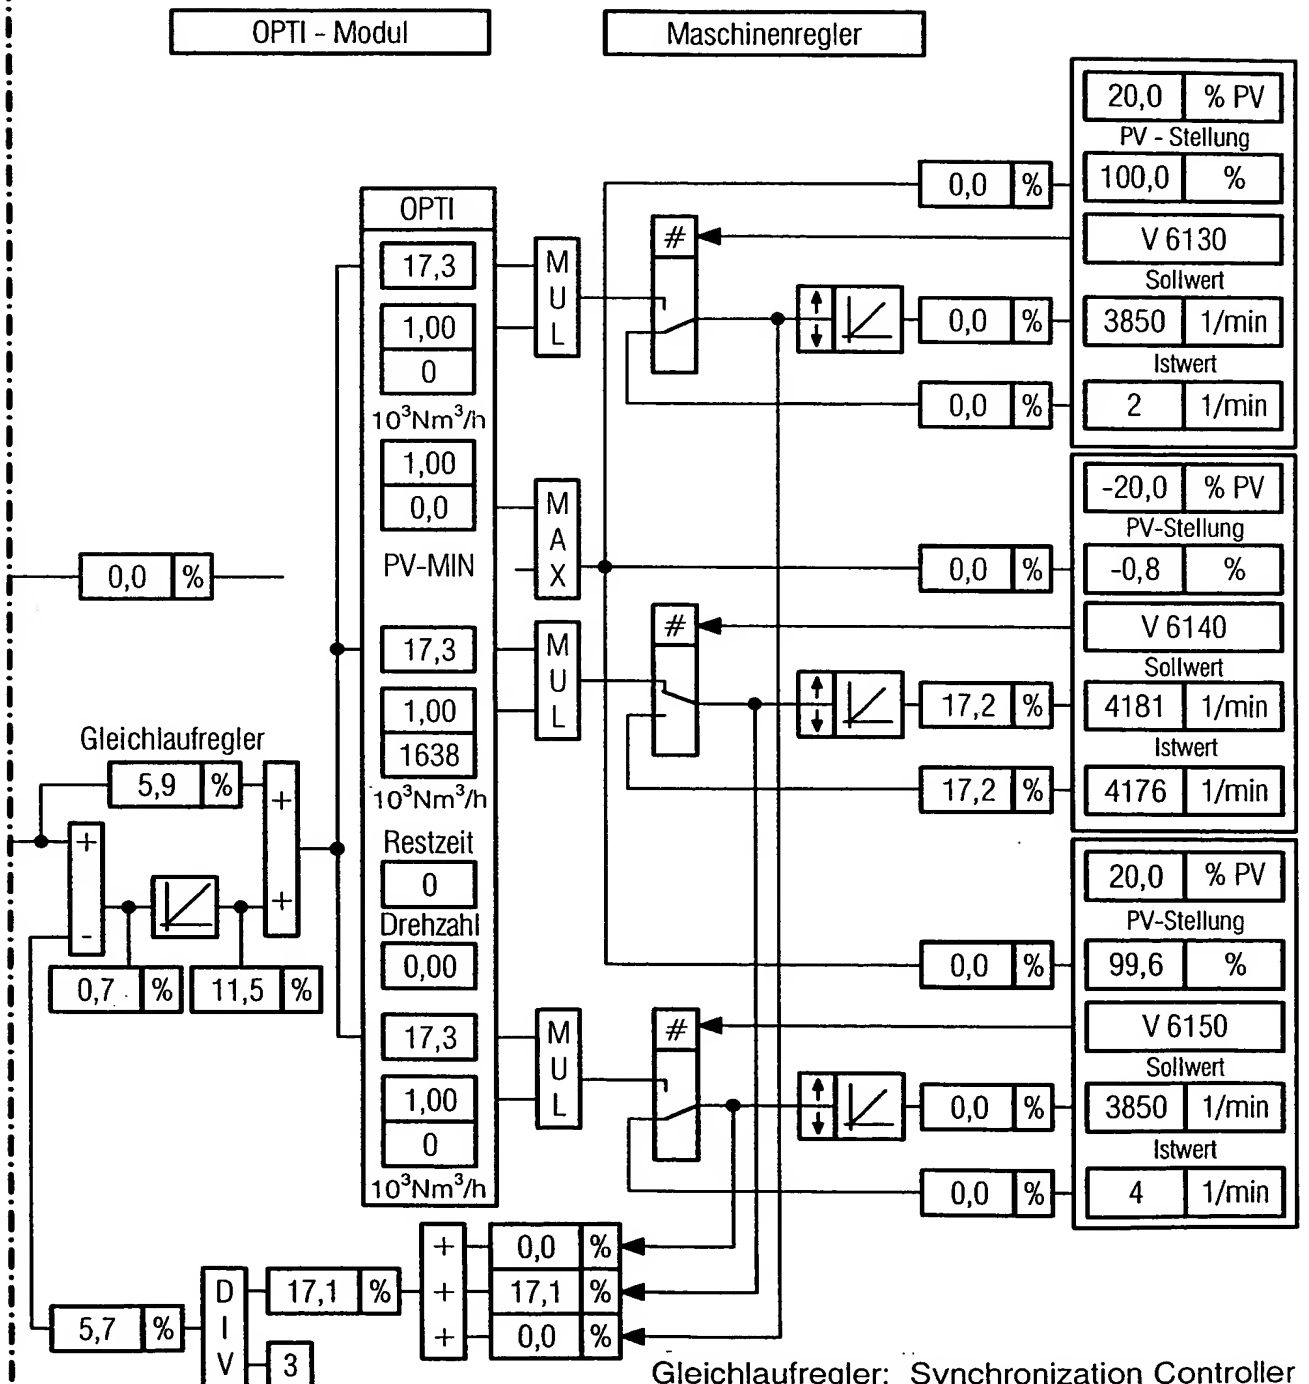 OPTI - Modul
Maschinenregler
20,0 % PV
PV - Stellung
100,0 %
V 6130
Sollwert
3850 1/min
Istwert
2 1/min
0,0 %
0,0 %
0,0 %
#
OPTI
17,3
1,00
0
10³Nm³/h
1,00
0,0
PV-MIN
17,3
1,00
1638
10³Nm³/h
Restzeit
0
Drehzahl
0,00
17,3
1,00
0
10³Nm³/h
MUL
MAX
MUL
MUL
-20,0 % PV
PV-Stellung
-0,8 %
V 6140
Sollwert
4181 1/min
Istwert
4176 1/min
0,0 %
17,2 %
17,2 %
#
0,0 %
Gleichlaufregler
5,9 %
+
+
+
-
0,7 %
11,5 %
20,0 % PV
PV-Stellung
99,6 %
V 6150
Sollwert
3850 1/min
Istwert
4 1/min
0,0 %
0,0 %
0,0 %
#
+ 0,0 %
+ 17,1 %
+ 0,0 %
17,1 %
DIV
3
5,7 %
Gleichlaufregler: Synchronization Controller